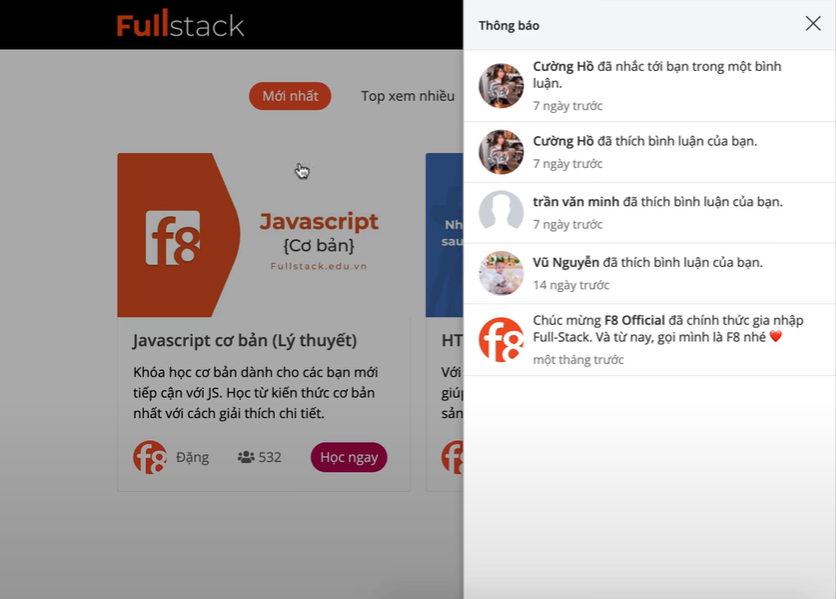 Fullstack
Mới nhất
Top xem nhiều
f8
Javascript
{Cơ bản}
Fullstack.edu.vn
Javascript cơ bản (Lý thuyết)
Khóa học cơ bản dành cho các bạn mới
tiếp cận với JS. Học từ kiến thức cơ bản
nhất với cách giải thích chi tiết.
f8
Đặng
532
Học ngay
Nh
sau
HT
Với
giúp
sản
f8
Thông báo
Cường Hồ đã nhắc tới bạn trong một bình
luận.
7 ngày trước
Cường Hồ đã thích bình luận của bạn.
7 ngày trước
trần văn minh đã thích bình luận của bạn.
7 ngày trước
Vũ Nguyễn đã thích bình luận của bạn.
14 ngày trước
f8
Chúc mừng F8 Official đã chính thức gia nhập
Full-Stack. Và từ nay, gọi mình là F8 nhé ❤️
một tháng trước